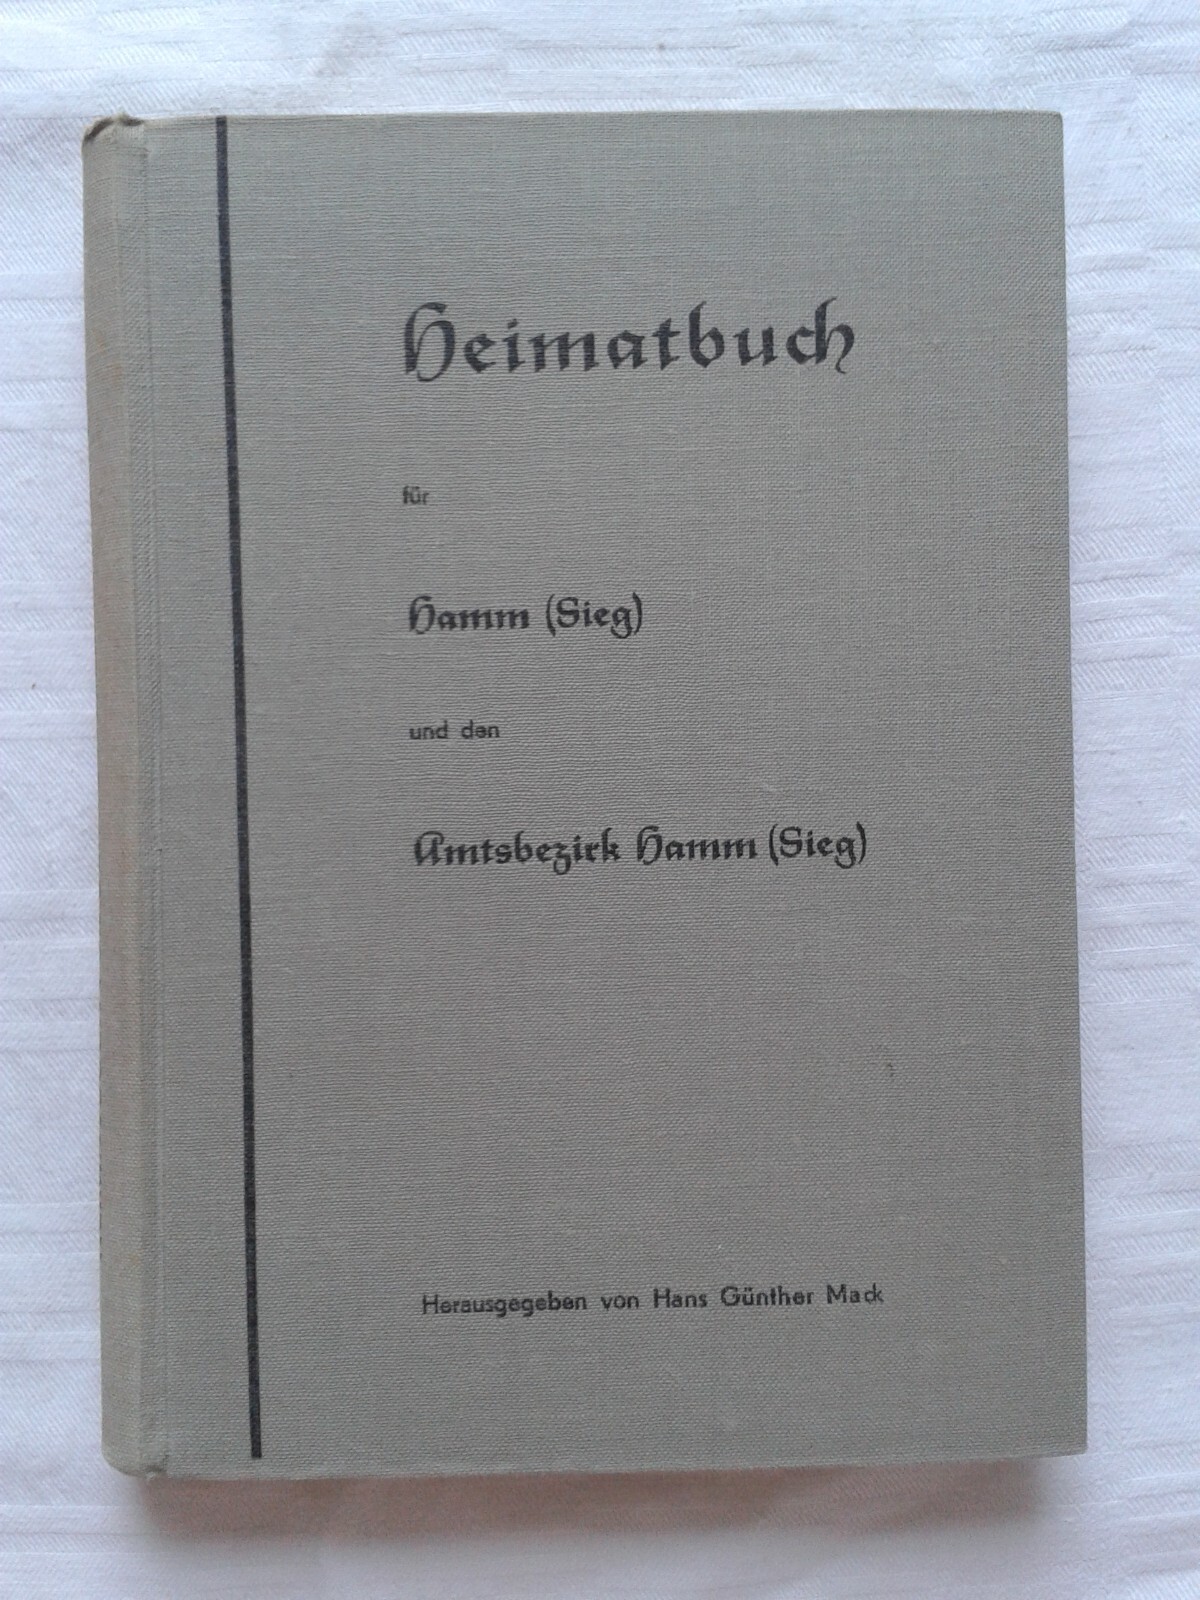 Heimatbuch
für
Hamm (Sieg)
und den
Amtsbezirk Hamm (Sieg)
Herausgegeben von Hans Günther Mack